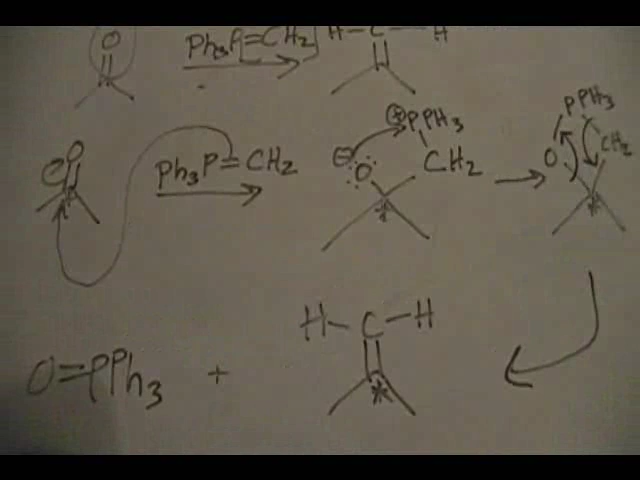 O Ph₃P=CH₂ H-C-H
O Ph₃P=CH₂ ⊖ :O: ⊕ PPH₃ CH₂ * O PPH₃ CH₂ *
O=PPh₃ + H-C-H *